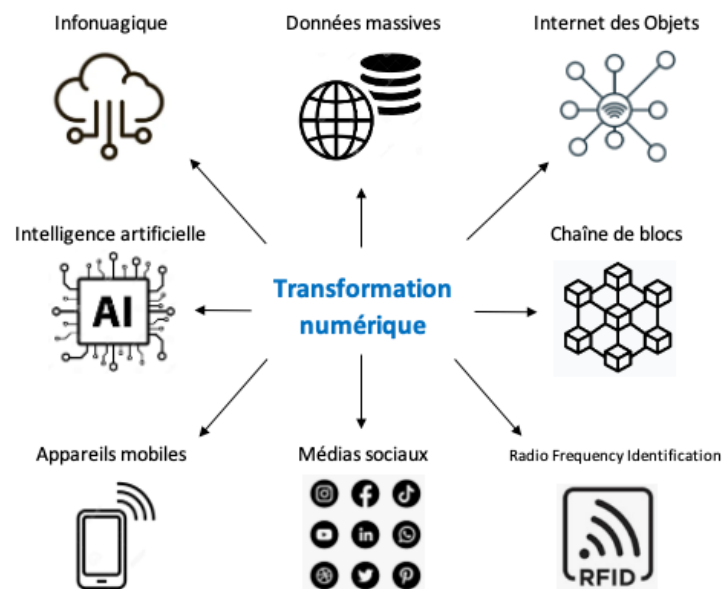 Infonuagique
Données massives
Internet des Objets
Intelligence artificielle
AI
Transformation
numérique
Chaîne de blocs
Appareils mobiles
Médias sociaux
Radio Frequency Identification
in
RFID